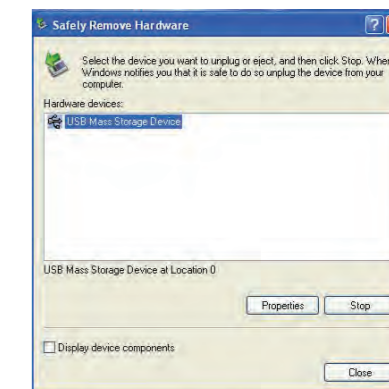 Safely Remove Hardware
?
Select the device you want to unplug or eject, and then click Stop. When
Windows notifies you that it is safe to do so unplug the device from your
computer.
Hardware devices:
USB Mass Storage Device
USB Mass Storage Device at Location 0
Properties Stop
Display device components
Close